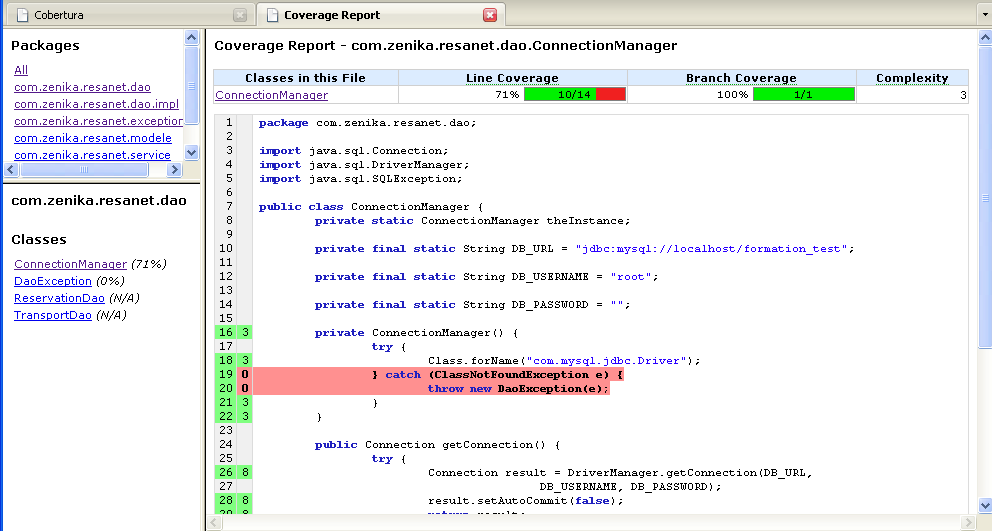 Cobertura
Coverage Report
Packages
All
com.zenika.resanet.dao
com.zenika.resanet.dao.impl
com.zenika.resanet.exception
com.zenika.resanet.modele
com.zenika.resanet.service
com.zenika.resanet.dao
Classes
ConnectionManager (71%)
DaoException (0%)
ReservationDao (N/A)
TransportDao (N/A)
Coverage Report - com.zenika.resanet.dao.ConnectionManager
Classes in this File Line Coverage Branch Coverage Complexity
ConnectionManager 71% 10/14 100% 1/1 3
1 package com.zenika.resanet.dao;
2
3 import java.sql.Connection;
4 import java.sql.DriverManager;
5 import java.sql.SQLException;
6
7 public class ConnectionManager {
8 private static ConnectionManager theInstance;
9
10 private final static String DB_URL = "jdbc:mysql://localhost/formation_test";
11
12 private final static String DB_USERNAME = "root";
13
14 private final static String DB_PASSWORD = "";
15
16 3 private ConnectionManager() {
17 try {
18 3 Class.forName("com.mysql.jdbc.Driver");
19 0 } catch (ClassNotFoundException e) {
20 0 throw new DaoException(e);
21 3 }
22 3 }
23
24 public Connection getConnection() {
25 try {
26 8 Connection result = DriverManager.getConnection(DB_URL,
27 DB_USERNAME, DB_PASSWORD);
28 8 result.setAutoCommit(false);
29 8 return result;